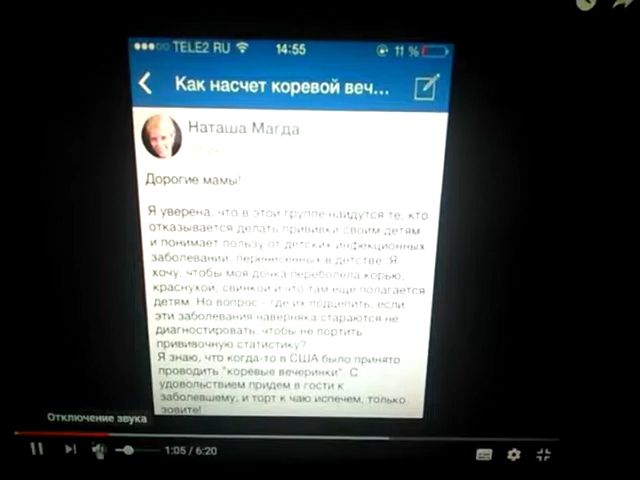 TELE2 RU 14:55 11 %
Как насчет коревой веч...
Наташа Магда
Дорогие мамы!
Я уверена, что в этой группе найдутся те, кто
отказывается делать прививки своим детям
и понимает пользу от детских инфекционных
заболеваний, перенесенных в детстве. Я
хочу, чтобы моя дочка переболела корью,
краснухой, свинкой и что там еще полагается
детям. Но вопрос - где их подцепить, если
эти заболевания наверняка стараются не
диагностировать, чтобы не портить
прививочную статистику?
Я знаю, что когда-то в США было принято
проводить "коревые вечеринки". С
удовольствием придем в гости к
заболевшему, и торт к чаю испечем, только
зовите!
Отключение звука
1:05 / 6:20